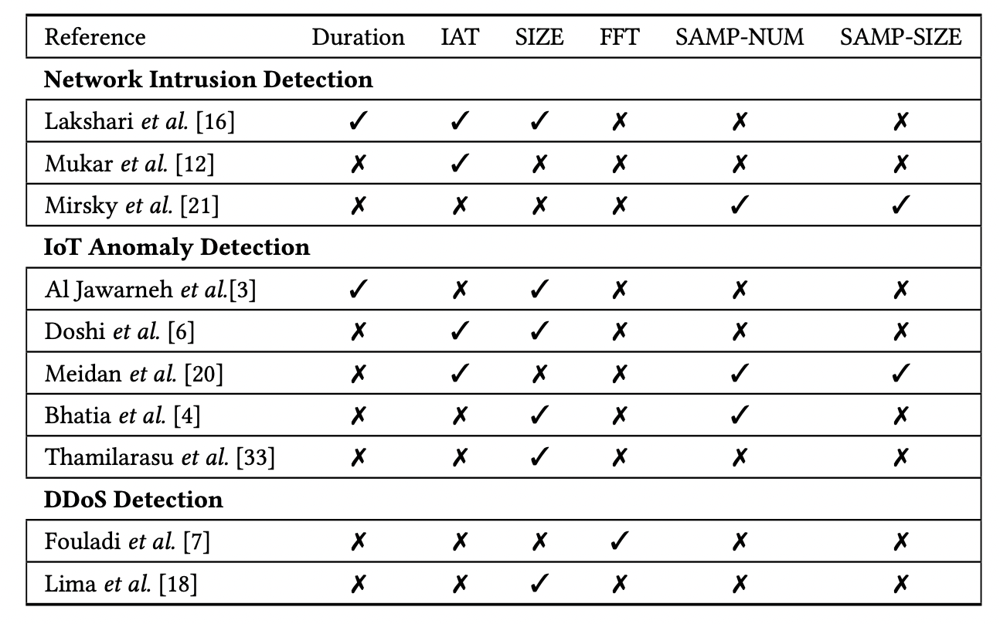 Reference Duration IAT SIZE FFT SAMP-NUM SAMP-SIZE
Network Intrusion Detection
Lakshari et al. [16] ✓ ✓ ✓ ✗ ✗ ✗
Mukar et al. [12] ✗ ✓ ✗ ✗ ✗ ✗
Mirsky et al. [21] ✗ ✗ ✗ ✗ ✓ ✓
IoT Anomaly Detection
Al Jawarneh et al.[3] ✓ ✗ ✓ ✗ ✗ ✗
Doshi et al. [6] ✗ ✓ ✓ ✗ ✗ ✗
Meidan et al. [20] ✗ ✓ ✗ ✗ ✓ ✓
Bhatia et al. [4] ✗ ✗ ✓ ✗ ✓ ✗
Thamilarasu et al. [33] ✗ ✗ ✓ ✗ ✗ ✗
DDoS Detection
Fouladi et al. [7] ✗ ✗ ✗ ✓ ✗ ✗
Lima et al. [18] ✗ ✗ ✓ ✗ ✗ ✗